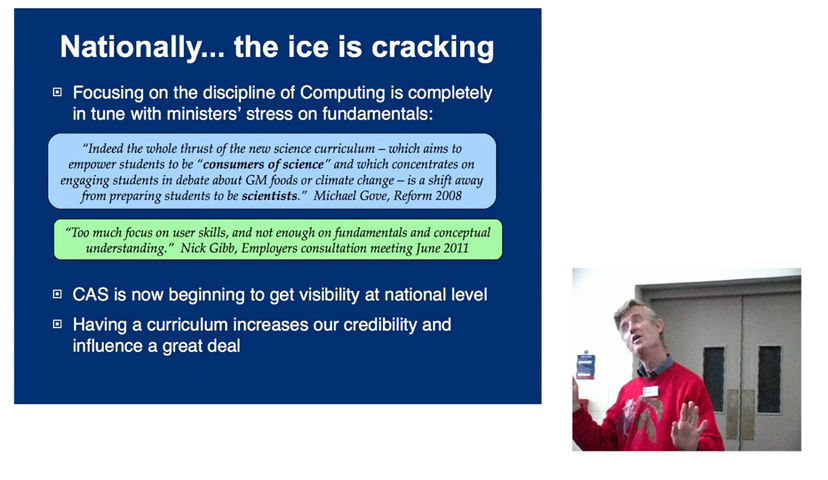 Nationally... the ice is cracking
Focusing on the discipline of Computing is completely
in tune with ministers’ stress on fundamentals:
“Indeed the whole thrust of the new science curriculum – which aims to
empower students to be “consumers of science” and which concentrates on
engaging students in debate about GM foods or climate change – is a shift away
from preparing students to be scientists.” Michael Gove, Reform 2008
“Too much focus on user skills, and not enough on fundamentals and conceptual
understanding.” Nick Gibb, Employers consultation meeting June 2011
CAS is now beginning to get visibility at national level
Having a curriculum increases our credibility and
influence a great deal